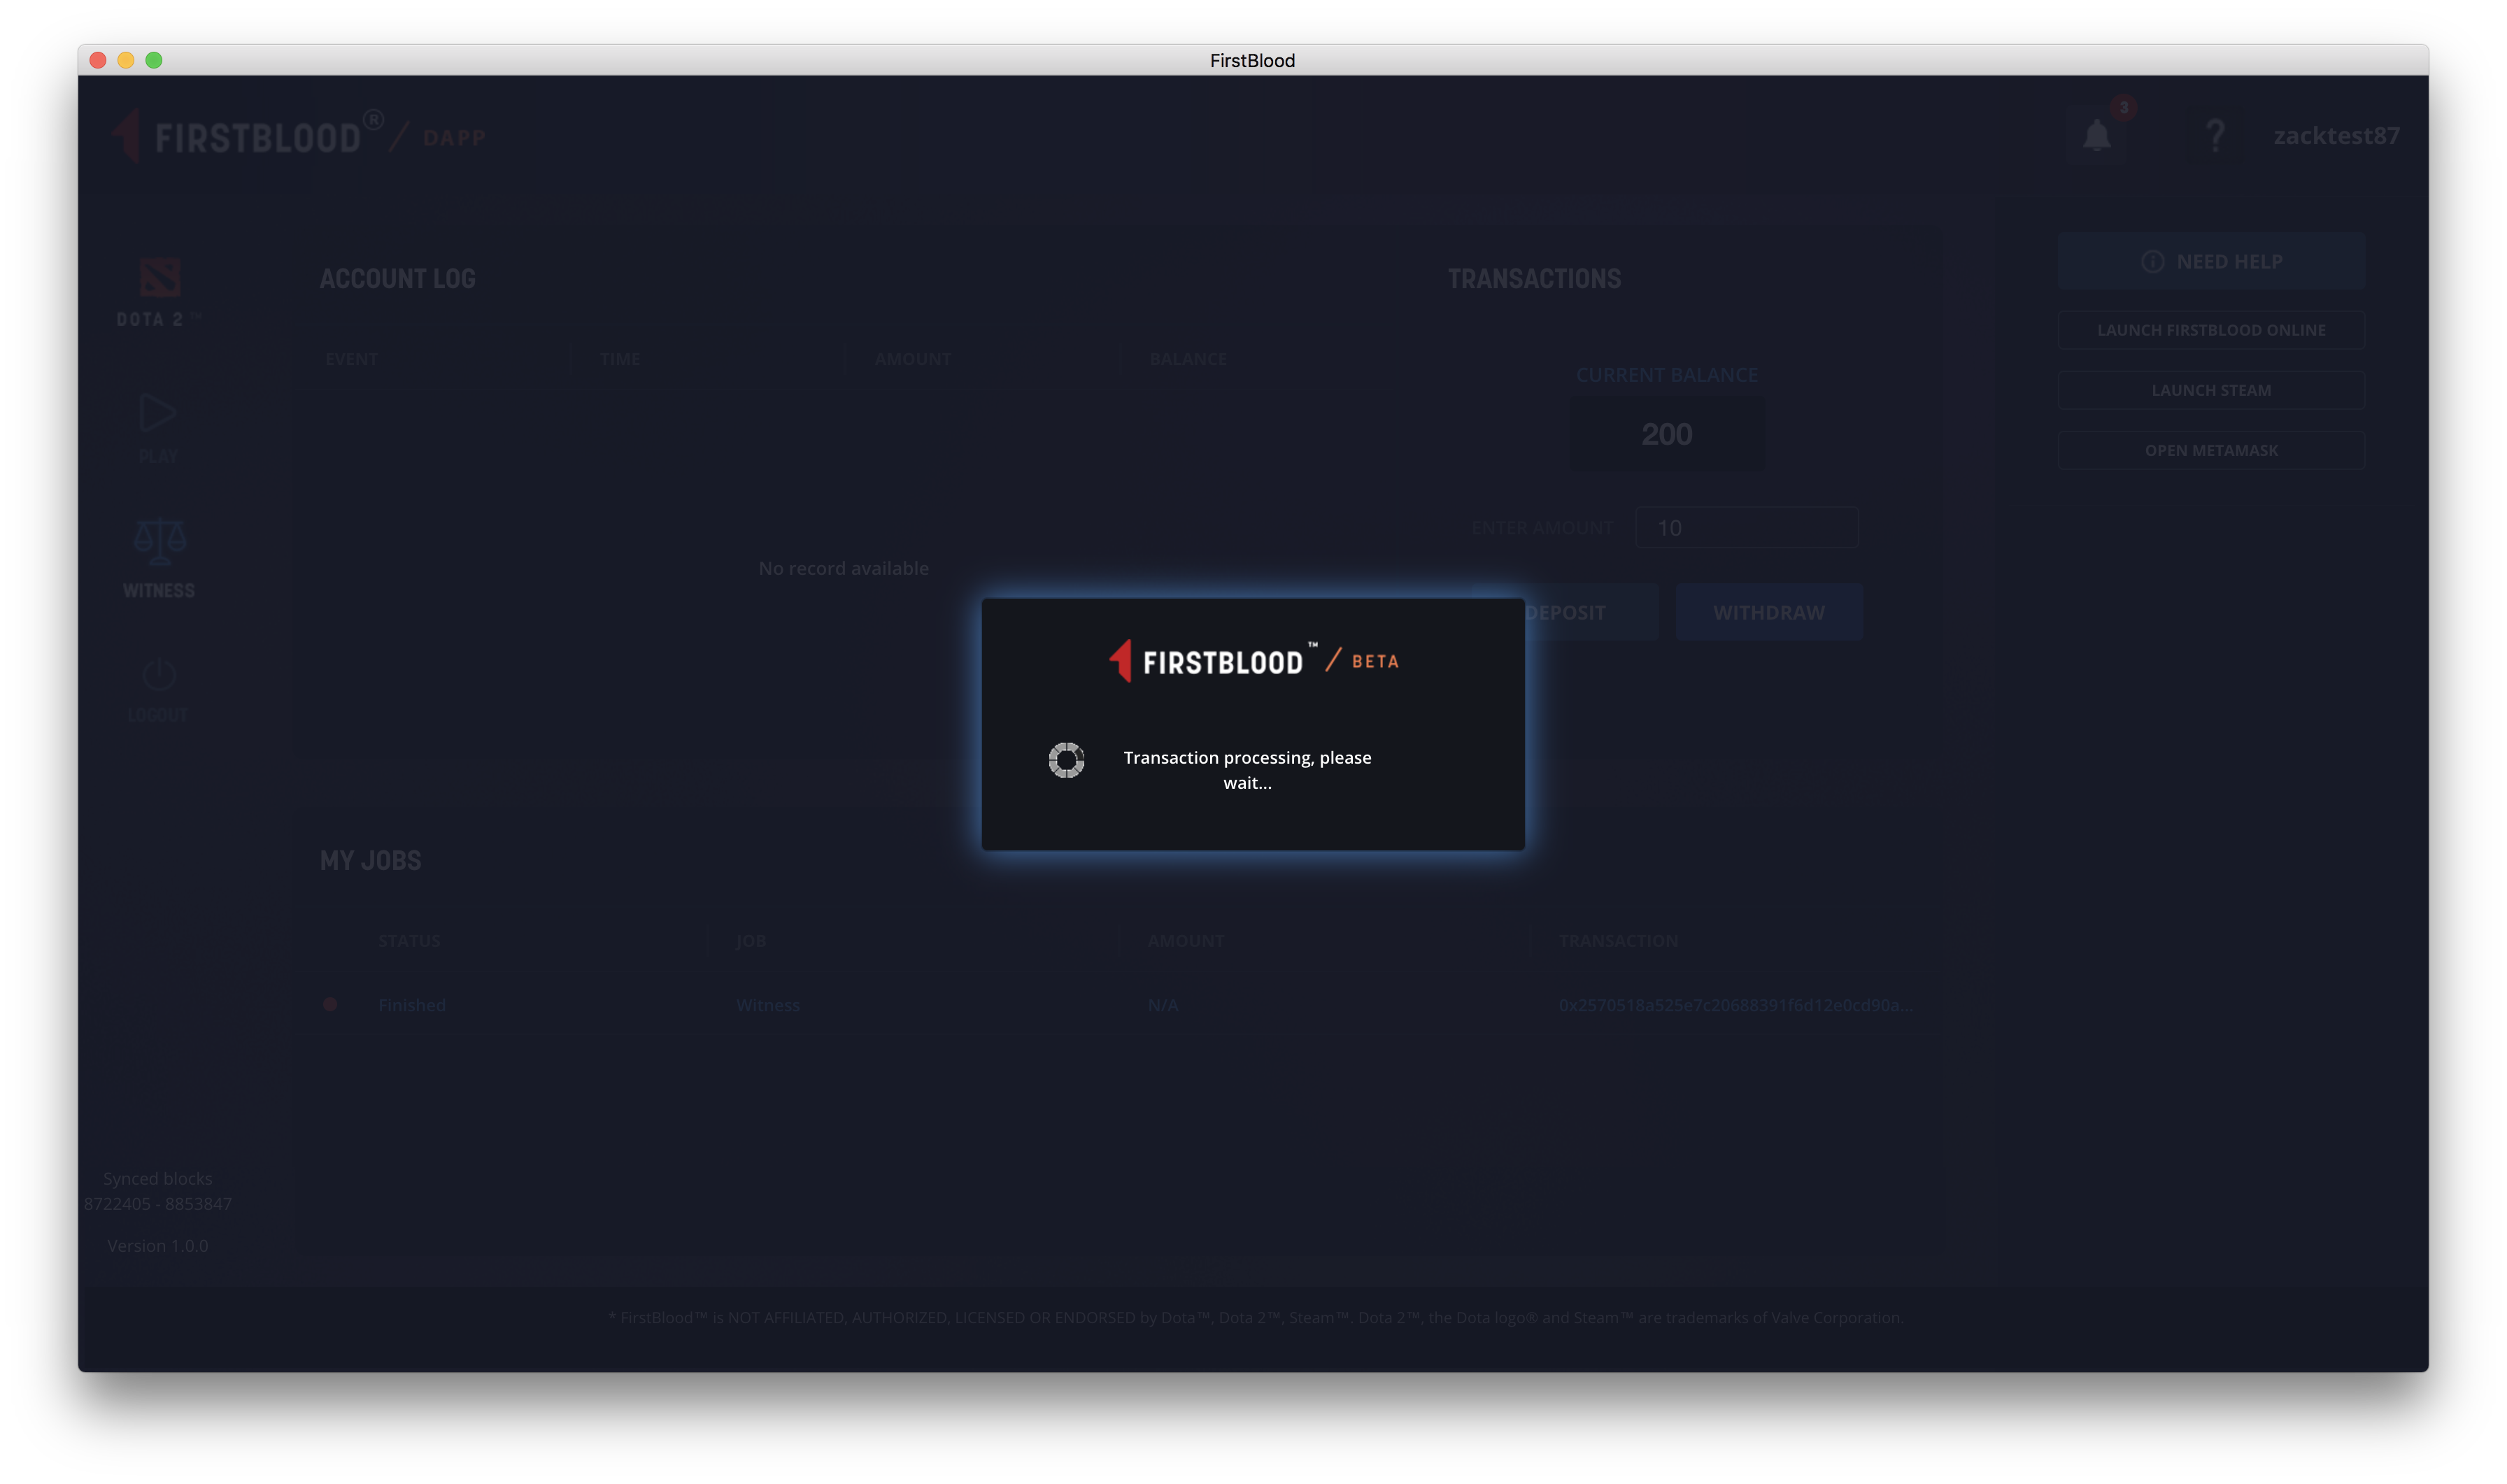 FirstBlood
FIRSTBLOOD® / DAPP
3
?
zacktest87
DOTA 2 ™
PLAY
WITNESS
LOGOUT
Synced blocks
8722405 - 8853847
Version 1.0.0
ACCOUNT LOG
EVENT TIME AMOUNT BALANCE
No record available
TRANSACTIONS
CURRENT BALANCE
200
ENTER AMOUNT 10
DEPOSIT WITHDRAW
NEED HELP
LAUNCH FIRSTBLOOD ONLINE
LAUNCH STEAM
OPEN METAMASK
FIRSTBLOOD™ / BETA
Transaction processing, please
wait...
MY JOBS
STATUS JOB AMOUNT TRANSACTION
Finished Witness N/A 0x2570518a525e7c20688391f6d12e0cd90a...
* FirstBlood™ is NOT AFFILIATED, AUTHORIZED, LICENSED OR ENDORSED by Dota™, Dota 2™, Steam™. Dota 2™, the Dota logo® and Steam™ are trademarks of Valve Corporation.